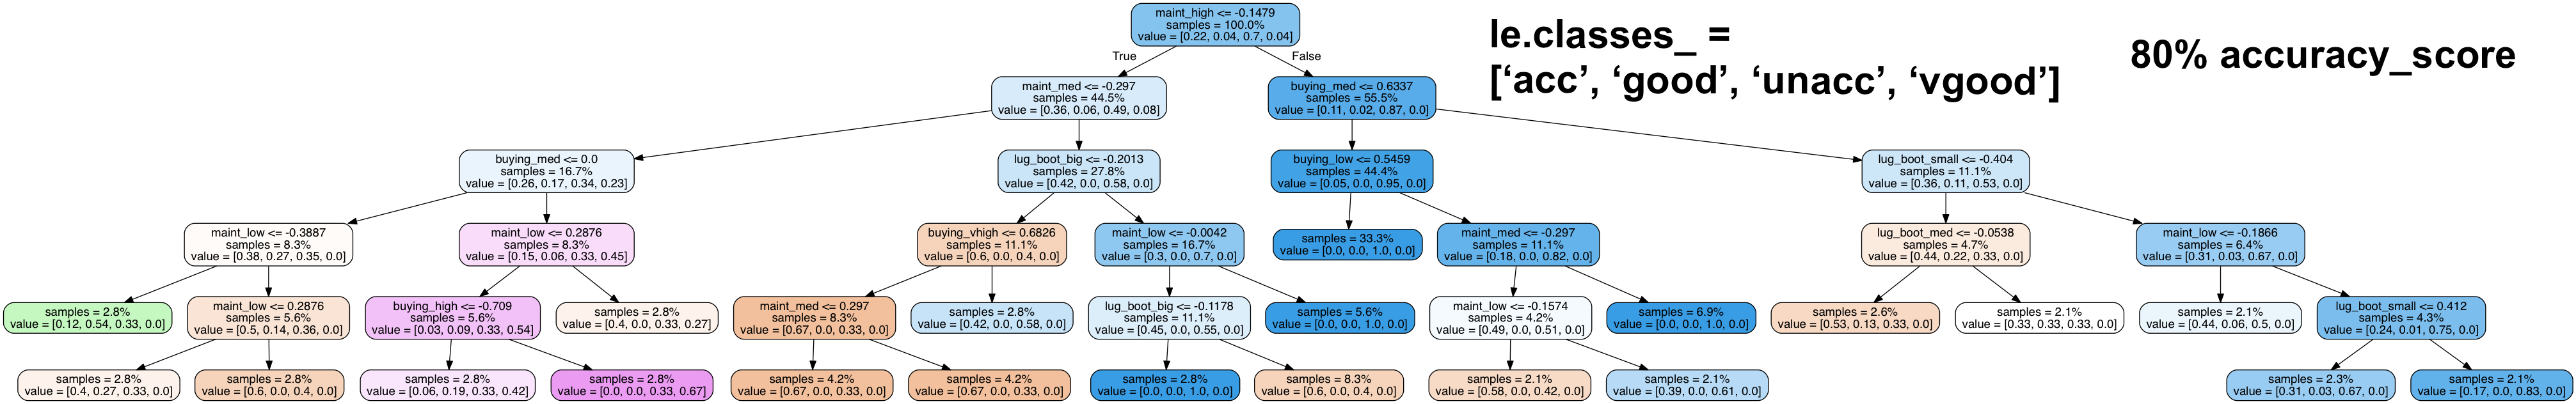 maint_high <= -0.1479
samples = 100.0%
value = [0.22, 0.04, 0.7, 0.04]
le.classes_ =
[‘acc’, ‘good’, ‘unacc’, ‘vgood’]
80% accuracy_score
True
False
maint_med <= -0.297
samples = 44.5%
value = [0.36, 0.06, 0.49, 0.08]
buying_med <= 0.6337
samples = 55.5%
value = [0.11, 0.02, 0.87, 0.0]
buying_med <= 0.0
samples = 16.7%
value = [0.26, 0.17, 0.34, 0.23]
lug_boot_big <= -0.2013
samples = 27.8%
value = [0.42, 0.0, 0.58, 0.0]
buying_low <= 0.5459
samples = 44.4%
value = [0.05, 0.0, 0.95, 0.0]
lug_boot_small <= -0.404
samples = 11.1%
value = [0.36, 0.11, 0.53, 0.0]
maint_low <= -0.3887
samples = 8.3%
value = [0.38, 0.27, 0.35, 0.0]
maint_low <= 0.2876
samples = 8.3%
value = [0.15, 0.06, 0.33, 0.45]
buying_vhigh <= 0.6826
samples = 11.1%
value = [0.6, 0.0, 0.4, 0.0]
maint_low <= -0.0042
samples = 16.7%
value = [0.3, 0.0, 0.7, 0.0]
samples = 33.3%
value = [0.0, 0.0, 1.0, 0.0]
maint_med <= -0.297
samples = 11.1%
value = [0.18, 0.0, 0.82, 0.0]
lug_boot_med <= -0.0538
samples = 4.7%
value = [0.44, 0.22, 0.33, 0.0]
maint_low <= -0.1866
samples = 6.4%
value = [0.31, 0.03, 0.67, 0.0]
samples = 2.8%
value = [0.12, 0.54, 0.33, 0.0]
maint_low <= 0.2876
samples = 5.6%
value = [0.5, 0.14, 0.36, 0.0]
buying_high <= -0.709
samples = 5.6%
value = [0.03, 0.09, 0.33, 0.54]
samples = 2.8%
value = [0.4, 0.0, 0.33, 0.27]
maint_med <= 0.297
samples = 8.3%
value = [0.67, 0.0, 0.33, 0.0]
samples = 2.8%
value = [0.42, 0.0, 0.58, 0.0]
lug_boot_big <= -0.1178
samples = 11.1%
value = [0.45, 0.0, 0.55, 0.0]
samples = 5.6%
value = [0.0, 0.0, 1.0, 0.0]
maint_low <= -0.1574
samples = 4.2%
value = [0.49, 0.0, 0.51, 0.0]
samples = 6.9%
value = [0.0, 0.0, 1.0, 0.0]
samples = 2.6%
value = [0.53, 0.13, 0.33, 0.0]
samples = 2.1%
value = [0.33, 0.33, 0.33, 0.0]
samples = 2.1%
value = [0.44, 0.06, 0.5, 0.0]
lug_boot_small <= 0.412
samples = 4.3%
value = [0.24, 0.01, 0.75, 0.0]
samples = 2.8%
value = [0.4, 0.27, 0.33, 0.0]
samples = 2.8%
value = [0.6, 0.0, 0.4, 0.0]
samples = 2.8%
value = [0.06, 0.19, 0.33, 0.42]
samples = 2.8%
value = [0.0, 0.0, 0.33, 0.67]
samples = 4.2%
value = [0.67, 0.0, 0.33, 0.0]
samples = 4.2%
value = [0.67, 0.0, 0.33, 0.0]
samples = 2.8%
value = [0.0, 0.0, 1.0, 0.0]
samples = 8.3%
value = [0.6, 0.0, 0.4, 0.0]
samples = 2.1%
value = [0.58, 0.0, 0.42, 0.0]
samples = 2.1%
value = [0.39, 0.0, 0.61, 0.0]
samples = 2.3%
value = [0.31, 0.03, 0.67, 0.0]
samples = 2.1%
value = [0.17, 0.0, 0.83, 0.0]